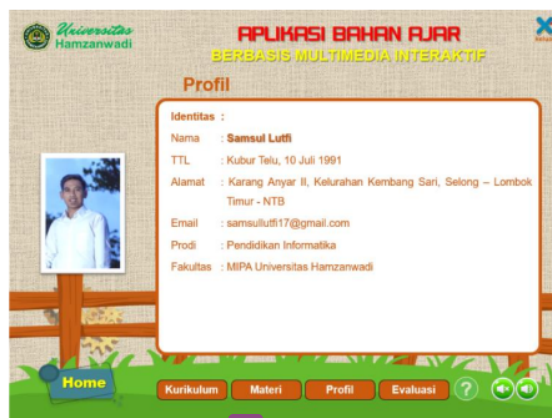 Universitas
Hamzanwadi
APLIKASI BAHAN AJAR
BERBASIS MULTIMEDIA INTERAKTIF
Profil
Identitas :
Nama : Samsul Lutfi
TTL : Kubur Telu, 10 Juli 1991
Alamat : Karang Anyar II, Kelurahan Kembang Sari, Selong – Lombok
Timur - NTB
Email : samsullutfi17@gmail.com
Prodi : Pendidikan Informatika
Fakultas : MIPA Universitas Hamzanwadi
Home
Kurikulum
Materi
Profil
Evaluasi
?